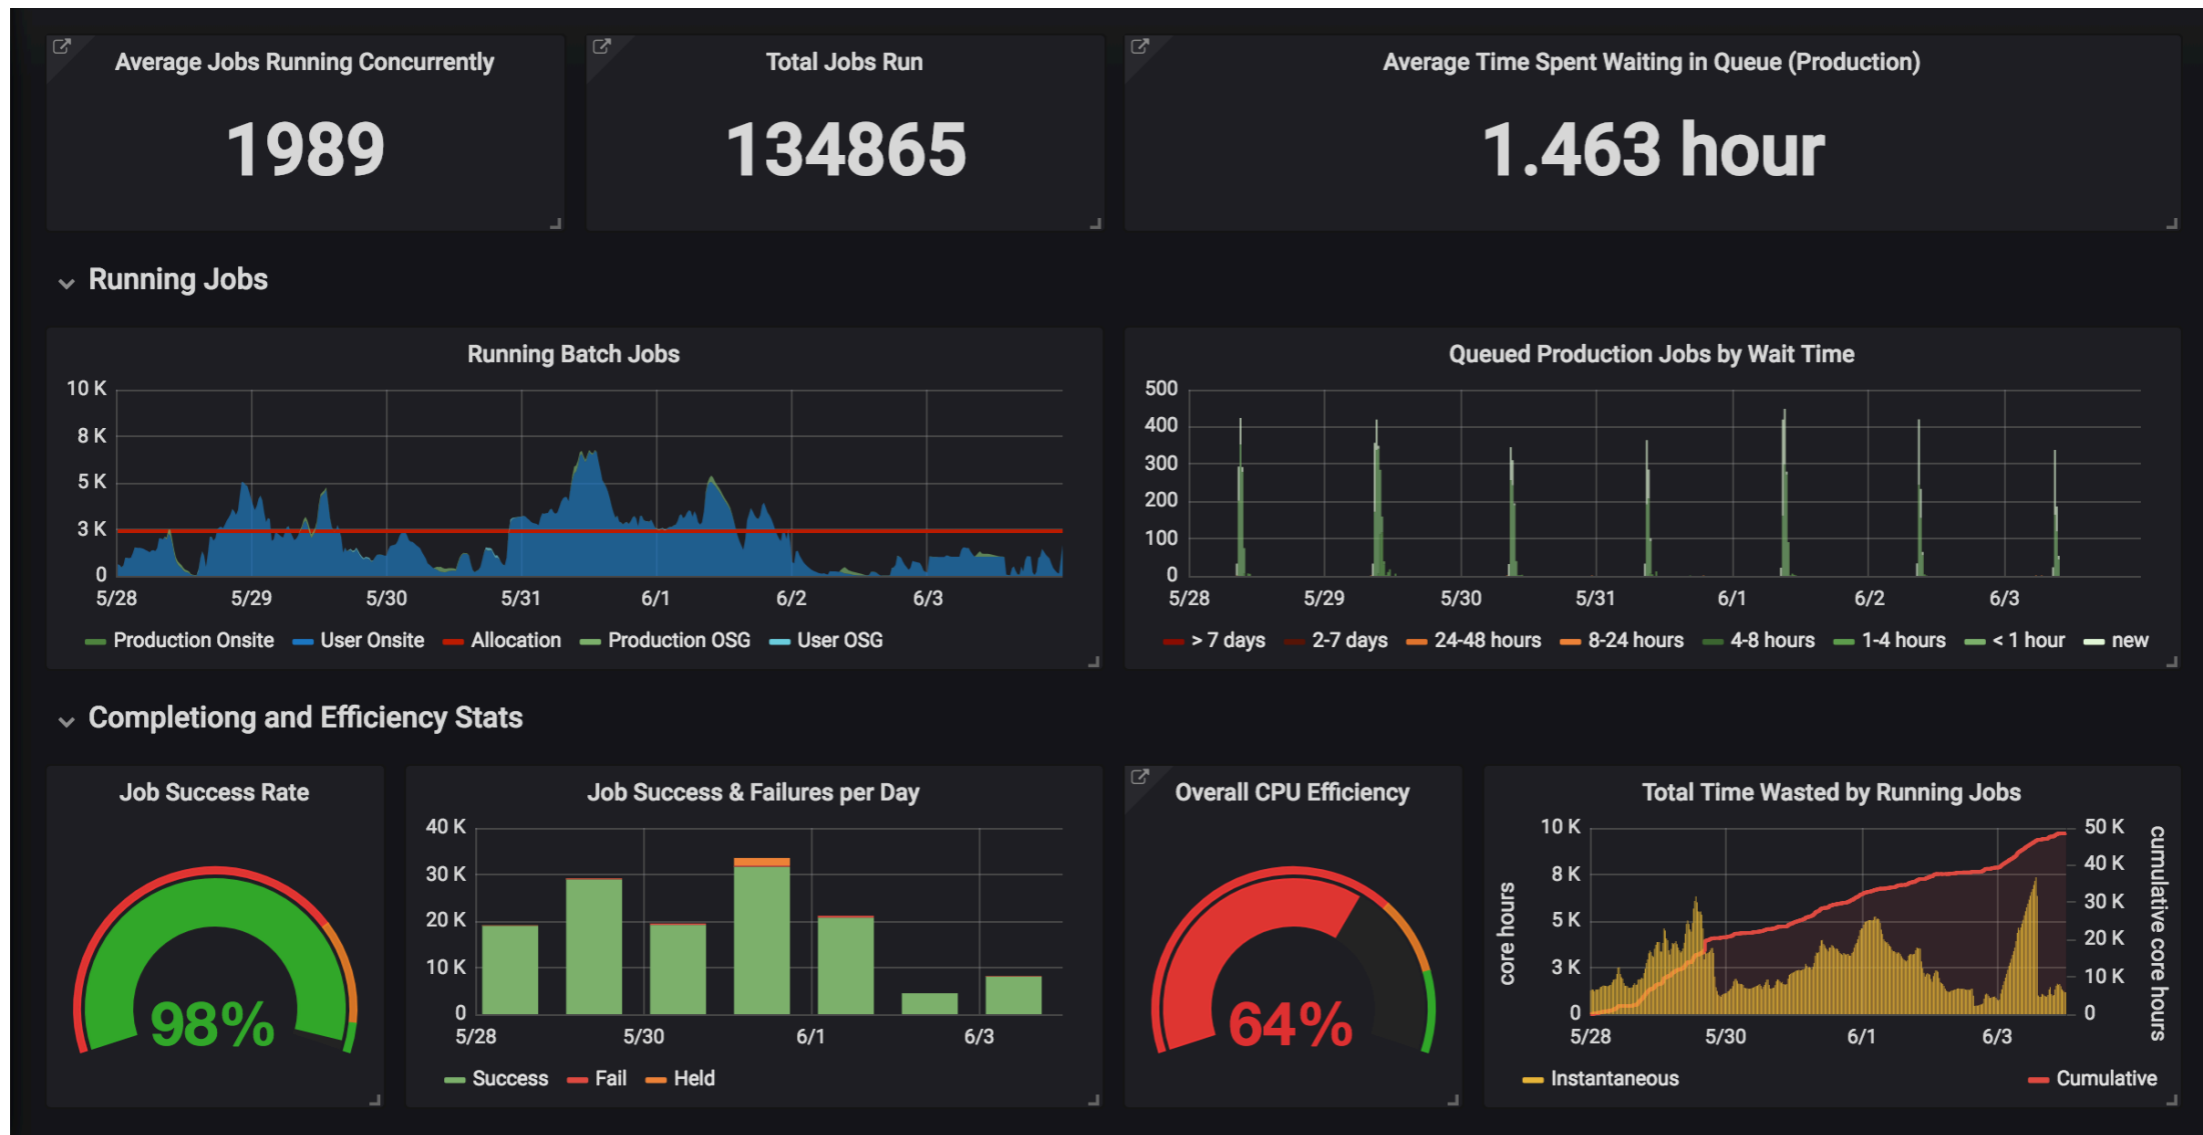 Average Jobs Running Concurrently
1989
Total Jobs Run
134865
Average Time Spent Waiting in Queue (Production)
1.463 hour
Running Jobs
Running Batch Jobs
10 K
8 K
5 K
3 K
0
5/28 5/29 5/30 5/31 6/1 6/2 6/3
Production Onsite User Onsite Allocation Production OSG User OSG
Queued Production Jobs by Wait Time
500
400
300
200
100
0
5/28 5/29 5/30 5/31 6/1 6/2 6/3
> 7 days 2-7 days 24-48 hours 8-24 hours 4-8 hours 1-4 hours < 1 hour new
Completiong and Efficiency Stats
Job Success Rate
98%
Job Success & Failures per Day
40 K
30 K
20 K
10 K
0
5/28 5/30 6/1 6/3
Success Fail Held
Overall CPU Efficiency
64%
Total Time Wasted by Running Jobs
core hours
10 K
8 K
5 K
3 K
0
50 K
40 K
30 K
20 K
10 K
0
cumulative core hours
5/28 5/30 6/1 6/3
Instantaneous Cumulative